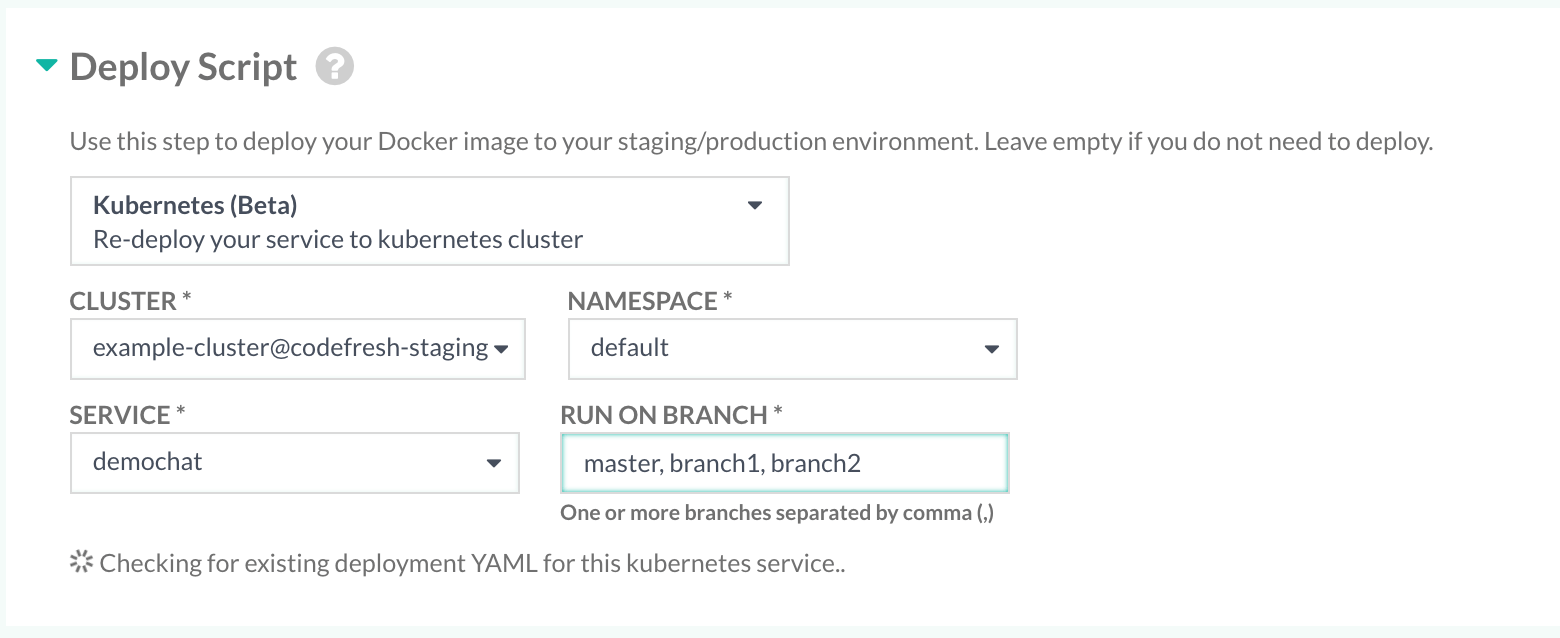 Deploy Script ?
Use this step to deploy your Docker image to your staging/production environment. Leave empty if you do not need to deploy.
Kubernetes (Beta)
Re-deploy your service to kubernetes cluster
CLUSTER * NAMESPACE *
example-cluster@codefresh-staging default
SERVICE * RUN ON BRANCH *
demochat master, branch1, branch2
One or more branches separated by comma (,)
Checking for existing deployment YAML for this kubernetes service..